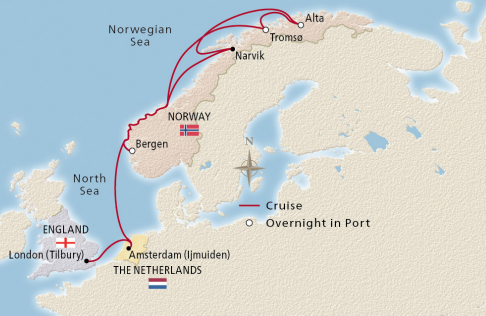 Norwegian
Sea
Alta
Tromsø
Narvik
NORWAY
Bergen
N
North
Sea
Cruise
Overnight in Port
ENGLAND
London (Tilbury)
Amsterdam (Ijmuiden)
THE NETHERLANDS